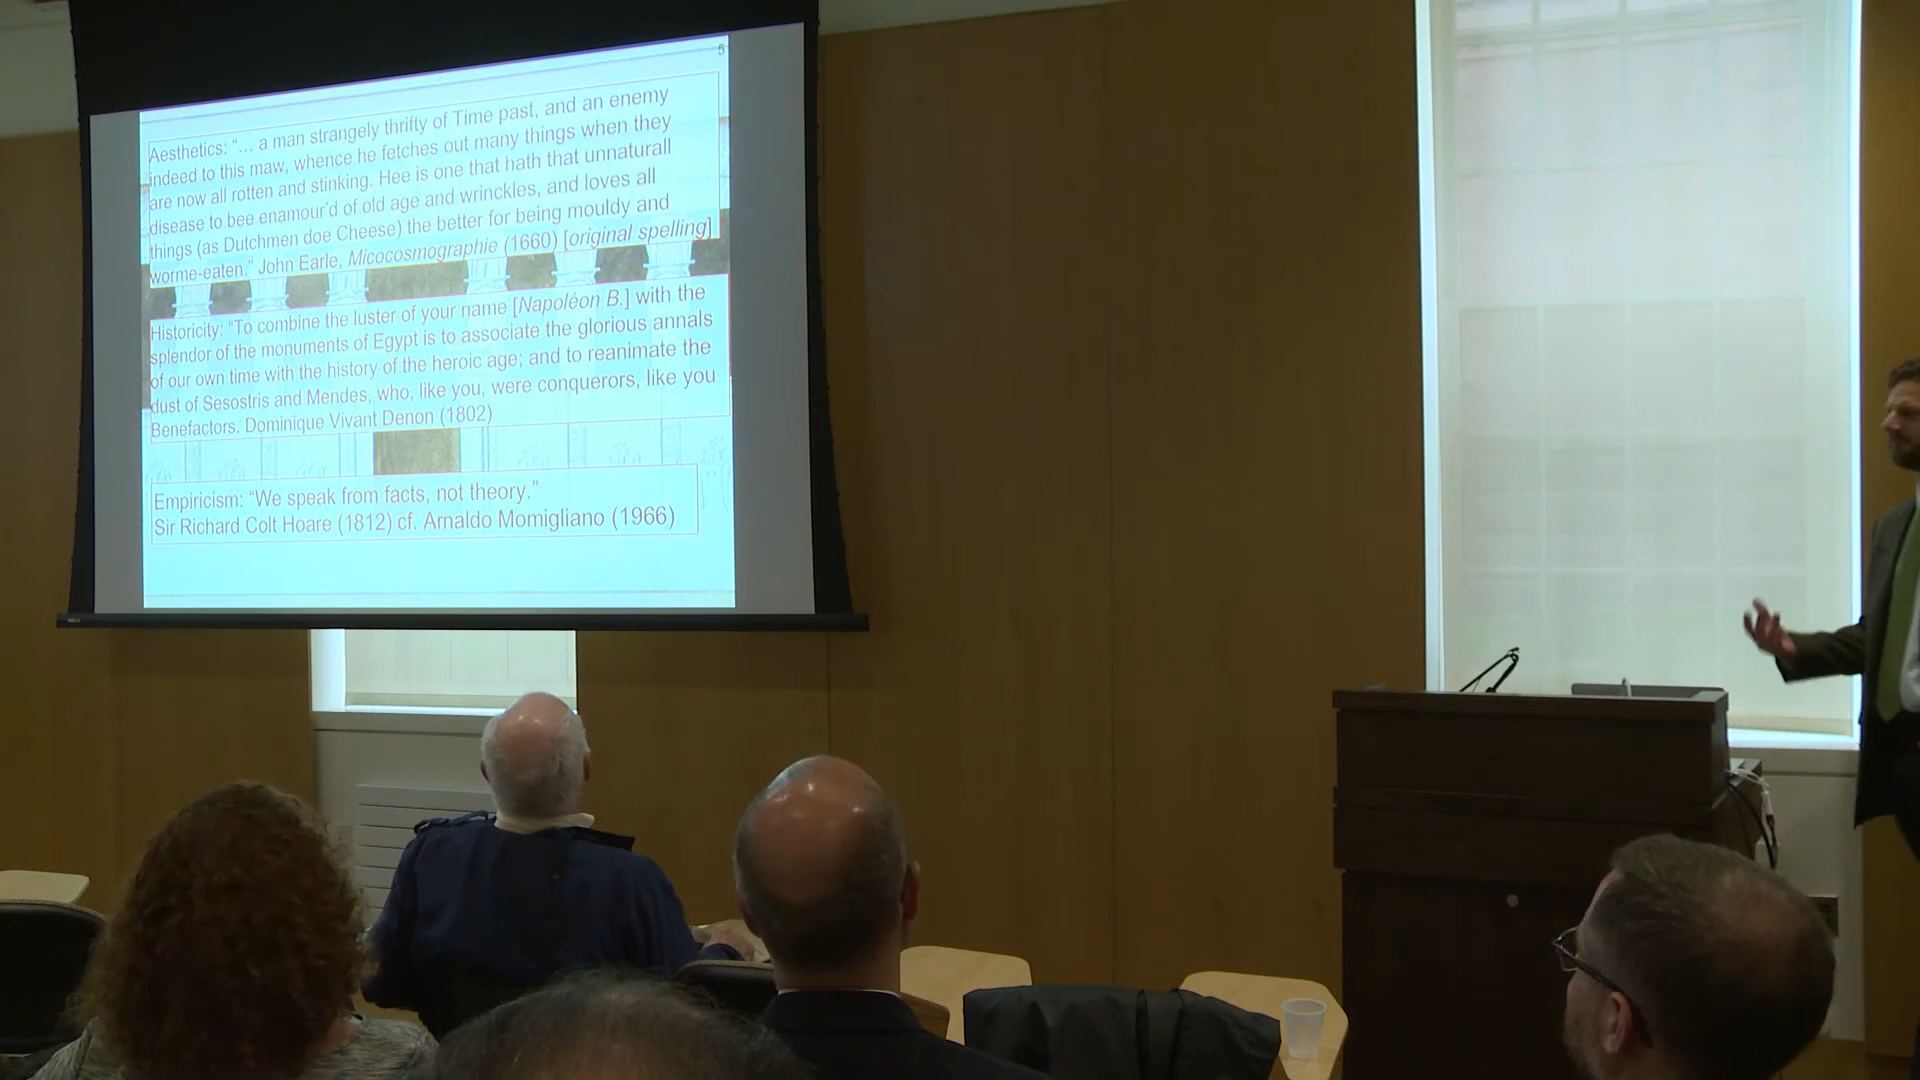 5
Aesthetics: “... a man strangely thrifty of Time past, and an enemy
indeed to this maw, whence he fetches out many things when they
are now all rotten and stinking. Hee is one that hath that unnaturall
disease to bee enamour'd of old age and wrinckles, and loves all
things (as Dutchmen doe Cheese) the better for being mouldy and
worme-eaten.” John Earle, Micocosmographie (1660) [original spelling]
Historicity: “To combine the luster of your name [Napoléon B.] with the
splendor of the monuments of Egypt is to associate the glorious annals
of our own time with the history of the heroic age; and to reanimate the
dust of Sesostris and Mendes, who, like you, were conquerors, like you
Benefactors. Dominique Vivant Denon (1802)
Empiricism: “We speak from facts, not theory.”
Sir Richard Colt Hoare (1812) cf. Arnaldo Momigliano (1966)